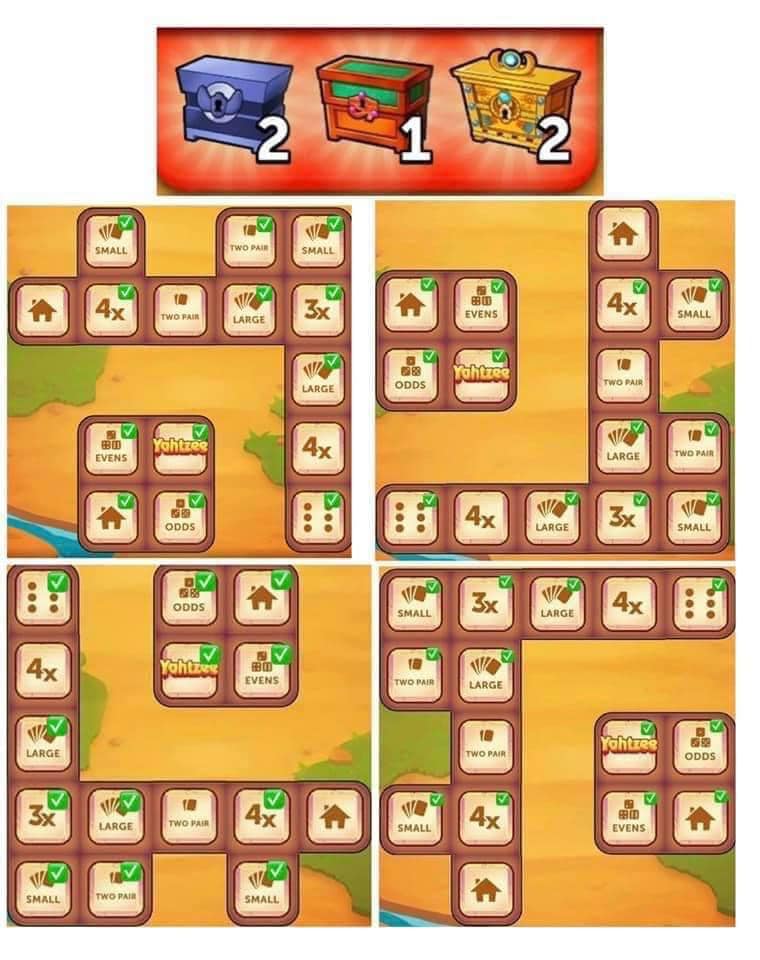 2 1 2
SMALL TWO PAIR SMALL
4x TWO PAIR LARGE 3x
LARGE
EVENS Yahtzee 4x
ODDS
EVENS 4x SMALL
ODDS Yahtzee TWO PAIR
LARGE TWO PAIR
4x LARGE 3x SMALL
ODDS
4x Yahtzee EVENS
LARGE
3x LARGE TWO PAIR 4x
SMALL TWO PAIR SMALL
SMALL 3x LARGE 4x
TWO PAIR LARGE
TWO PAIR Yahtzee ODDS
SMALL 4x EVENS